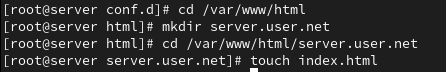 [root@server conf.d]# cd /var/www/html
[root@server html]# mkdir server.user.net
[root@server html]# cd /var/www/html/server.user.net
[root@server server.user.net]# touch index.html